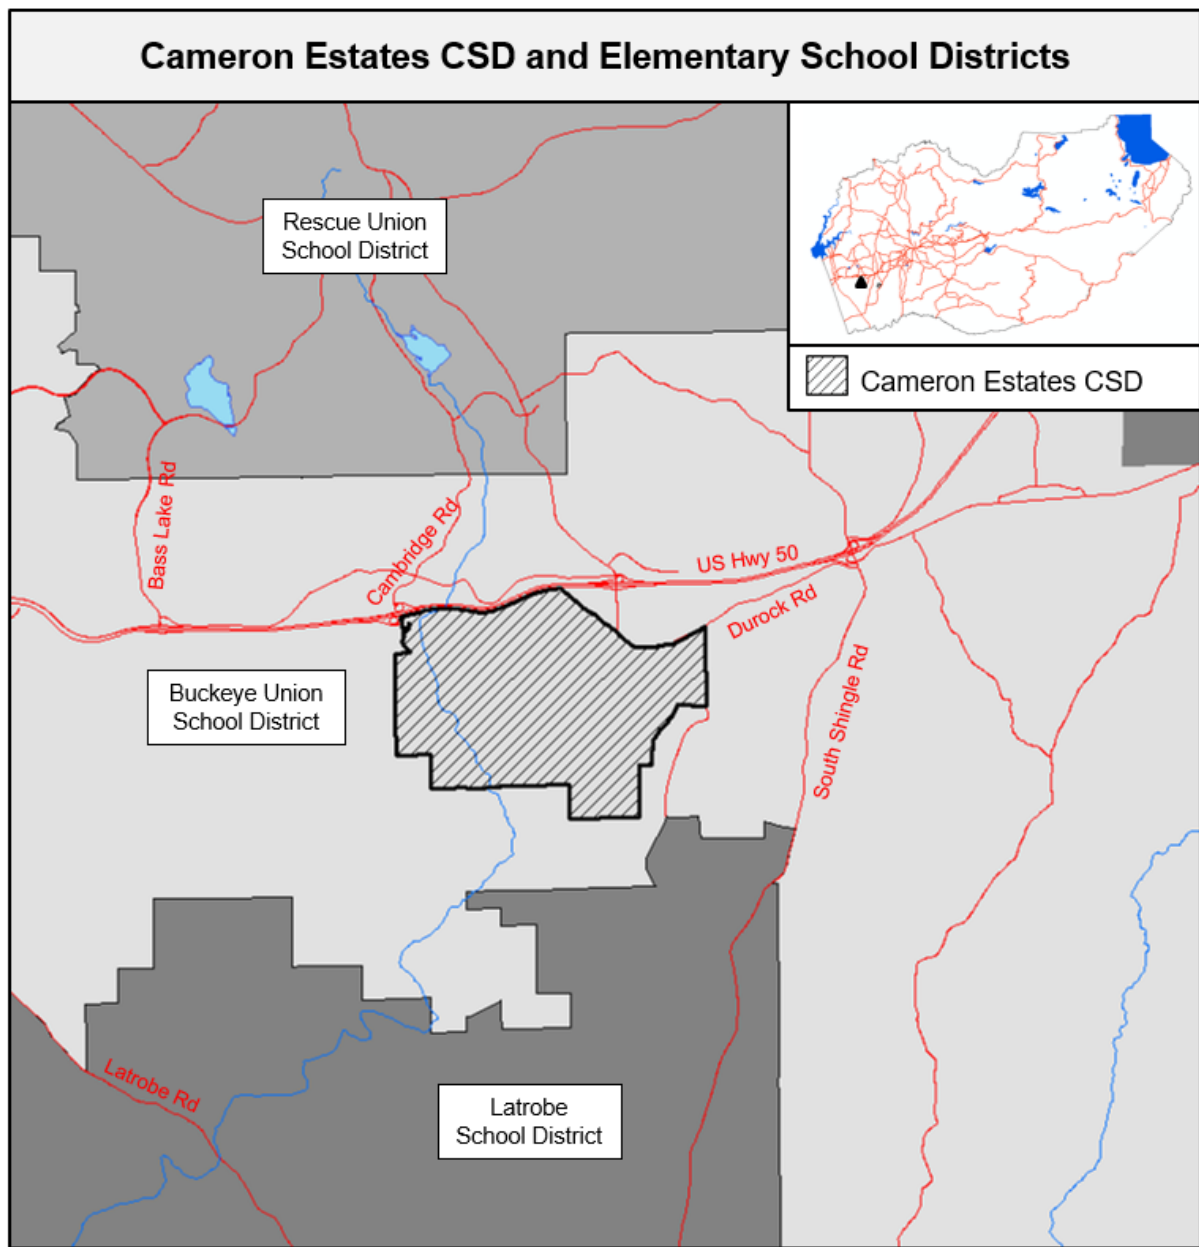 Cameron Estates CSD and Elementary School Districts
Rescue Union
School District
Cameron Estates CSD
Bass Lake Rd
Cambridge Rd
US Hwy 50
Durock Rd
South Shingle Rd
Buckeye Union
School District
Latrobe Rd
Latrobe
School District